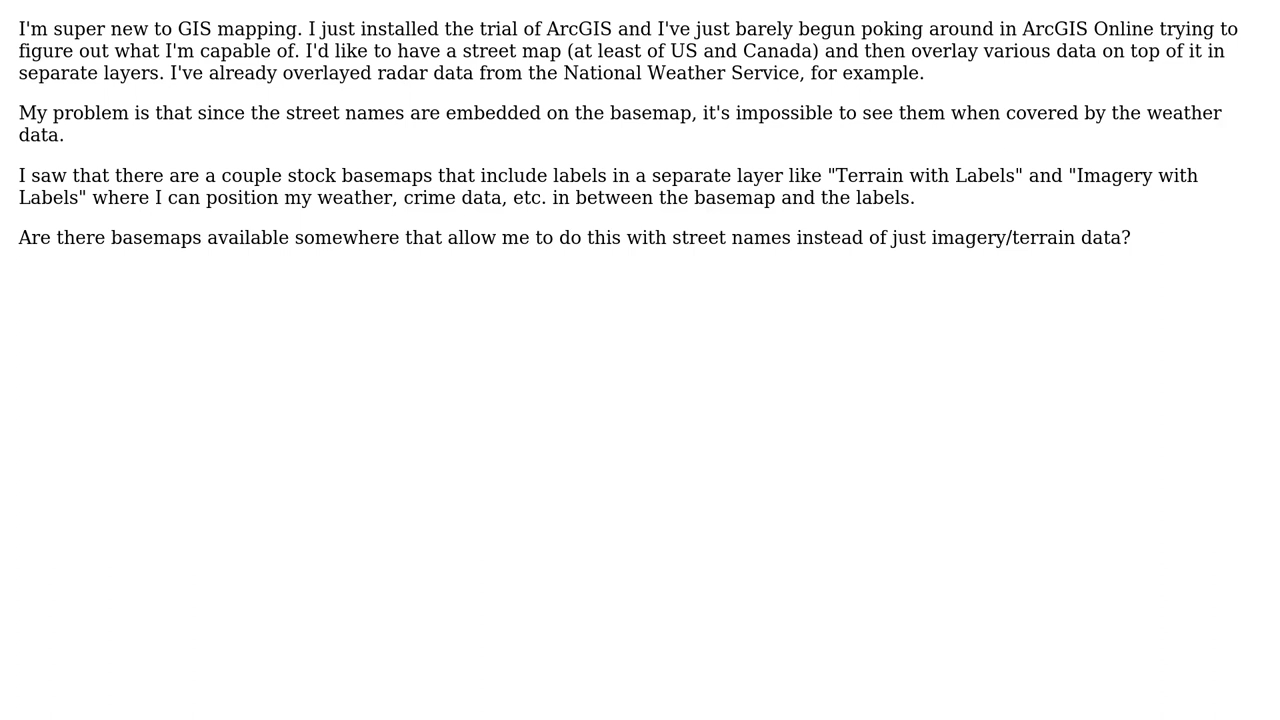 I'm super new to GIS mapping. I just installed the trial of ArcGIS and I've just barely begun poking around in ArcGIS Online trying to
figure out what I'm capable of. I'd like to have a street map (at least of US and Canada) and then overlay various data on top of it in
separate layers. I've already overlayed radar data from the National Weather Service, for example.
My problem is that since the street names are embedded on the basemap, it's impossible to see them when covered by the weather
data.
I saw that there are a couple stock basemaps that include labels in a separate layer like "Terrain with Labels" and "Imagery with
Labels" where I can position my weather, crime data, etc. in between the basemap and the labels.
Are there basemaps available somewhere that allow me to do this with street names instead of just imagery/terrain data?